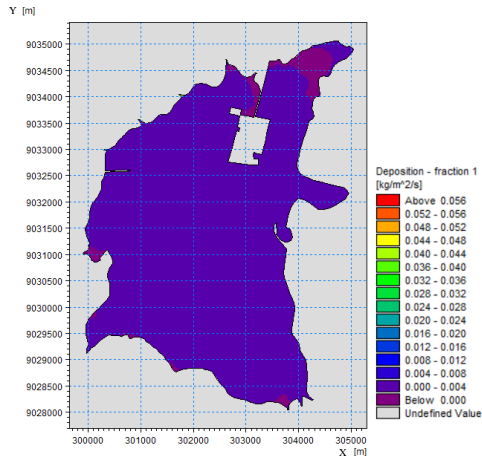 Y [m]
9035000
9034500
9034000
9033500
9033000
9032500
9032000
9031500
9031000
9030500
9030000
9029500
9029000
9028500
9028000
300000 301000 302000 303000 304000 305000
X [m]
Deposition - fraction 1
[kg/m^2/s]
Above 0.056
0.052 - 0.056
0.048 - 0.052
0.044 - 0.048
0.040 - 0.044
0.036 - 0.040
0.032 - 0.036
0.028 - 0.032
0.024 - 0.028
0.020 - 0.024
0.016 - 0.020
0.012 - 0.016
0.008 - 0.012
0.004 - 0.008
0.000 - 0.004
Below 0.000
Undefined Value